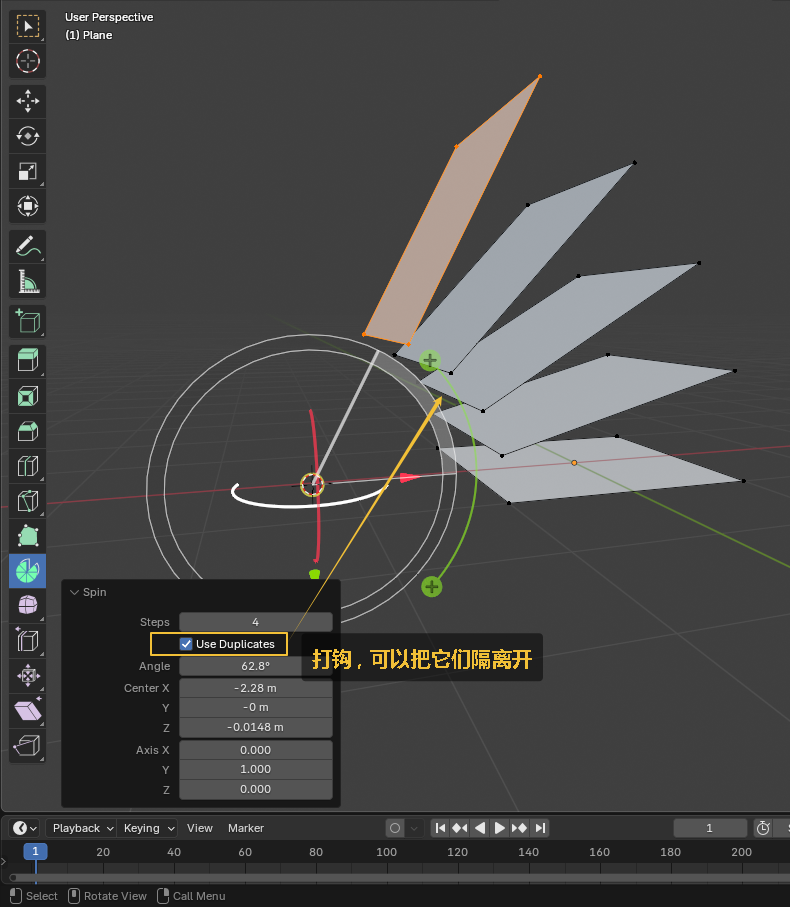 User Perspective
(1) Plane
Spin
Steps 4
Use Duplicates
打钩，可以把它们隔离开
Angle 62.8°
Center X -2.28 m
Y -0 m
Z -0.0148 m
Axis X 0.000
Y 1.000
Z 0.000
Playback Keying View Marker 1
1 20 40 60 80 100 120 140 160 180 200
Select Rotate View Call Menu